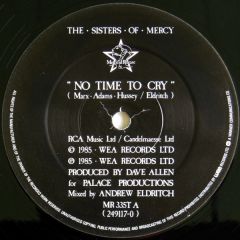 THE · SISTERS · OF · MERCY
" NO TIME TO CRY "
( Marx · Adams · Hussey / Eldritch )
RCA Music Ltd / Candelmaesse Ltd
℗ 1985 · WEA RECORDS LTD
© 1985 · WEA RECORDS LTD
PRODUCED BY DAVE ALLEN
for PALACE PRODUCTIONS
Mixed by ANDREW ELDRITCH
MR 335T A
( 249117-0 )